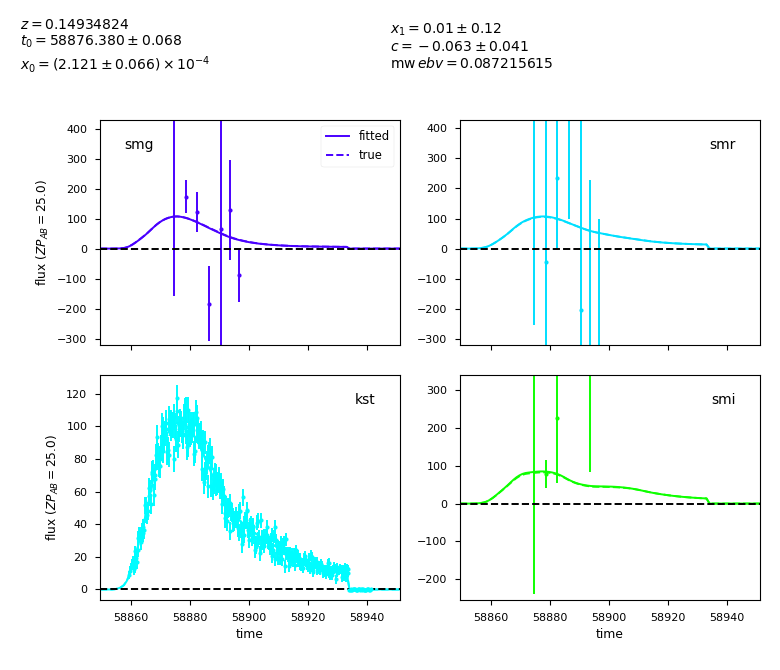 z = 0.14934824
t₀ = 58876.380 ± 0.068
x₀ = (2.121 ± 0.066) × 10⁻⁴
x₁ = 0.01 ± 0.12
c = −0.063 ± 0.041
mw ebv = 0.087215615
400
300
200
100
0
−100
−200
−300
flux (ZP_AB = 25.0)
smg
fitted
true
400
300
200
100
0
−100
−200
−300
smr
120
100
80
60
40
20
0
flux (ZP_AB = 25.0)
kst
58860 58880 58900 58920 58940
time
300
200
100
0
−100
−200
smi
58860 58880 58900 58920 58940
time